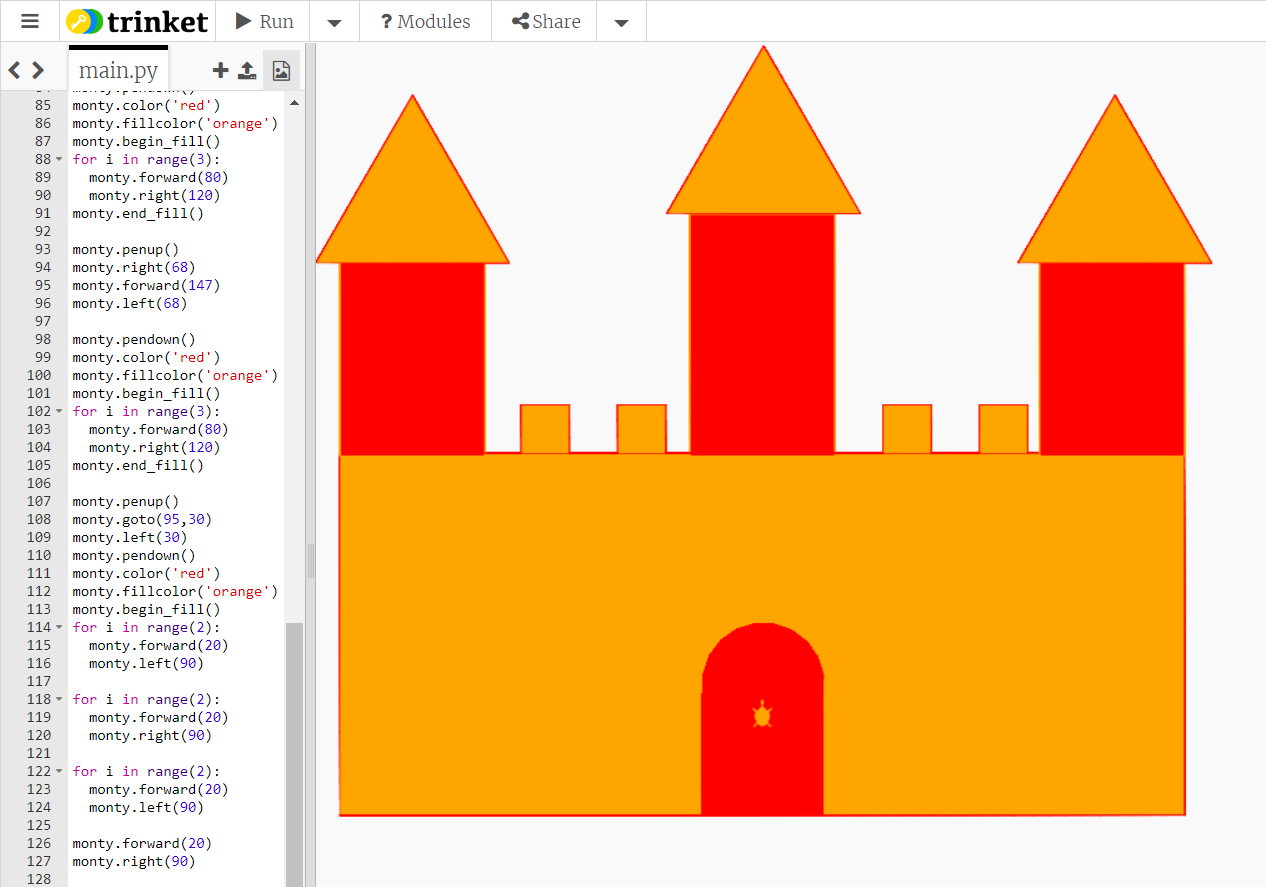 trinket Run ? Modules Share
main.py
85 monty.color('red')
86 monty.fillcolor('orange')
87 monty.begin_fill()
88 for i in range(3):
89 monty.forward(80)
90 monty.right(120)
91 monty.end_fill()
92
93 monty.penup()
94 monty.right(68)
95 monty.forward(147)
96 monty.left(68)
97
98 monty.pendown()
99 monty.color('red')
100 monty.fillcolor('orange')
101 monty.begin_fill()
102 for i in range(3):
103 monty.forward(80)
104 monty.right(120)
105 monty.end_fill()
106
107 monty.penup()
108 monty.goto(95,30)
109 monty.left(30)
110 monty.pendown()
111 monty.color('red')
112 monty.fillcolor('orange')
113 monty.begin_fill()
114 for i in range(2):
115 monty.forward(20)
116 monty.left(90)
117
118 for i in range(2):
119 monty.forward(20)
120 monty.right(90)
121
122 for i in range(2):
123 monty.forward(20)
124 monty.left(90)
125
126 monty.forward(20)
127 monty.right(90)
128